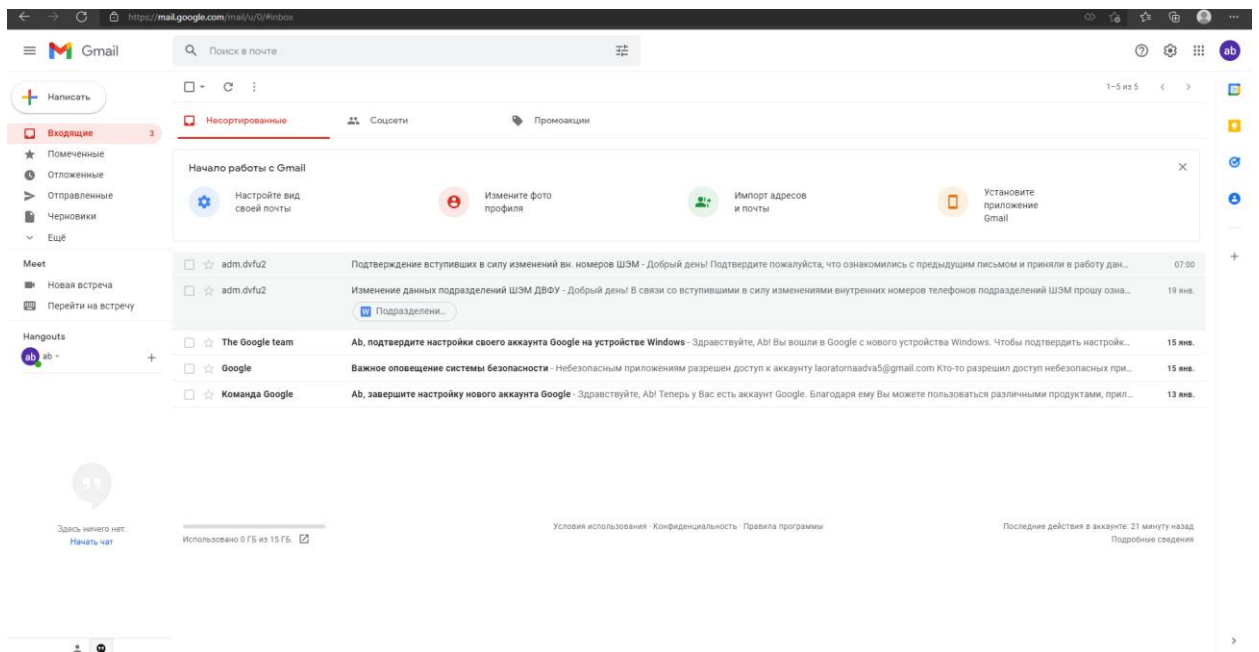 https://mail.google.com/mail/u/0/#inbox
Gmail
Поиск в почте
ab
Написать
1–5 из 5
Входящие 3
Помеченные
Отложенные
Отправленные
Черновики
Ещё
Meet
Новая встреча
Перейти на встречу
Hangouts
ab ab
Здесь ничего нет.
Начать чат
Несортированные
Соцсети
Промоакции
Начало работы с Gmail
Настройте вид
своей почты
Измените фото
профиля
Импорт адресов
и почты
Установите
приложение
Gmail
adm.dvfu2 Подтверждение вступивших в силу изменений вн. номеров ШЭМ - Добрый день! Подтвердите пожалуйста, что ознакомились с предыдущим письмом и приняли в работу дан... 07:00
adm.dvfu2 Изменение данных подразделений ШЭМ ДВФУ - Добрый день! В связи со вступившими в силу изменениями внутренних номеров телефонов подразделений ШЭМ прошу озна... 19 янв.
W Подразделени...
The Google team Ab, подтвердите настройки своего аккаунта Google на устройстве Windows - Здравствуйте, Ab! Вы вошли в Google с нового устройства Windows. Чтобы подтвердить настройк... 15 янв.
Google Важное оповещение системы безопасности - Небезопасным приложениям разрешен доступ к аккаунту laoratornaadva5@gmail.com Кто-то разрешил доступ небезопасных при... 15 янв.
Команда Google Ab, завершите настройку нового аккаунта Google - Здравствуйте, Ab! Теперь у Вас есть аккаунт Google. Благодаря ему Вы можете пользоваться различными продуктами, прил... 13 янв.
Использовано 0 ГБ из 15 ГБ.
Условия использования · Конфиденциальность · Правила программы
Последние действия в аккаунте: 21 минуту назад
Подробные сведения